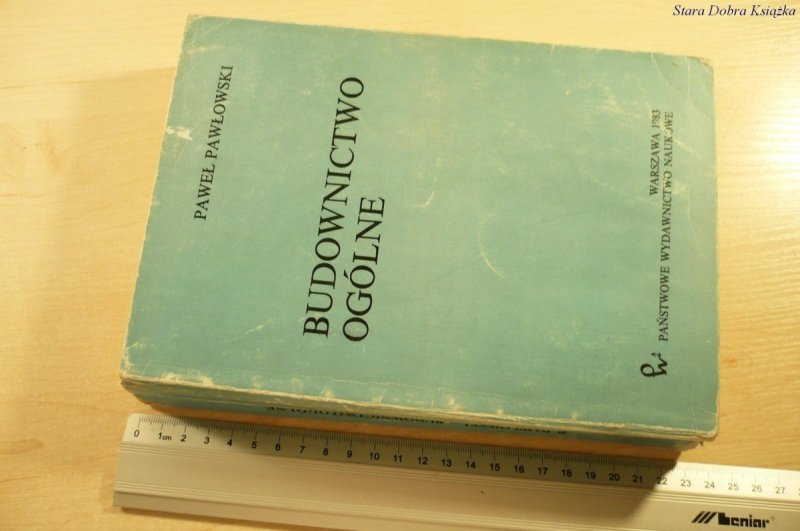 Stara Dobra Książka
PAWEŁ PAWŁOWSKI
BUDOWNICTWO
OGÓLNE
WARSZAWA 1983
PAŃSTWOWE WYDAWNICTWO NAUKOWE
0 1cm 2 3 4 5 6 7 8 9 10 11 12 13 14 15 16 17 18 19 20 21 22 23 24 25 26 27
Leniar